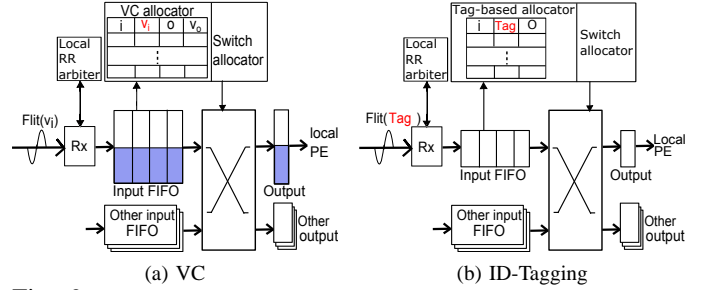 VC allocator
i vi o vo
Switch allocator
Local RR arbiter
Flit(vi)
Rx
Input FIFO
local PE
Output
Other input FIFO
Other output
(a) VC
Tag-based allocator
i Tag O
Switch allocator
Local RR arbiter
Flit(Tag )
Rx
Input FIFO
Local PE
Output
Other input FIFO
Other output
(b) ID-Tagging